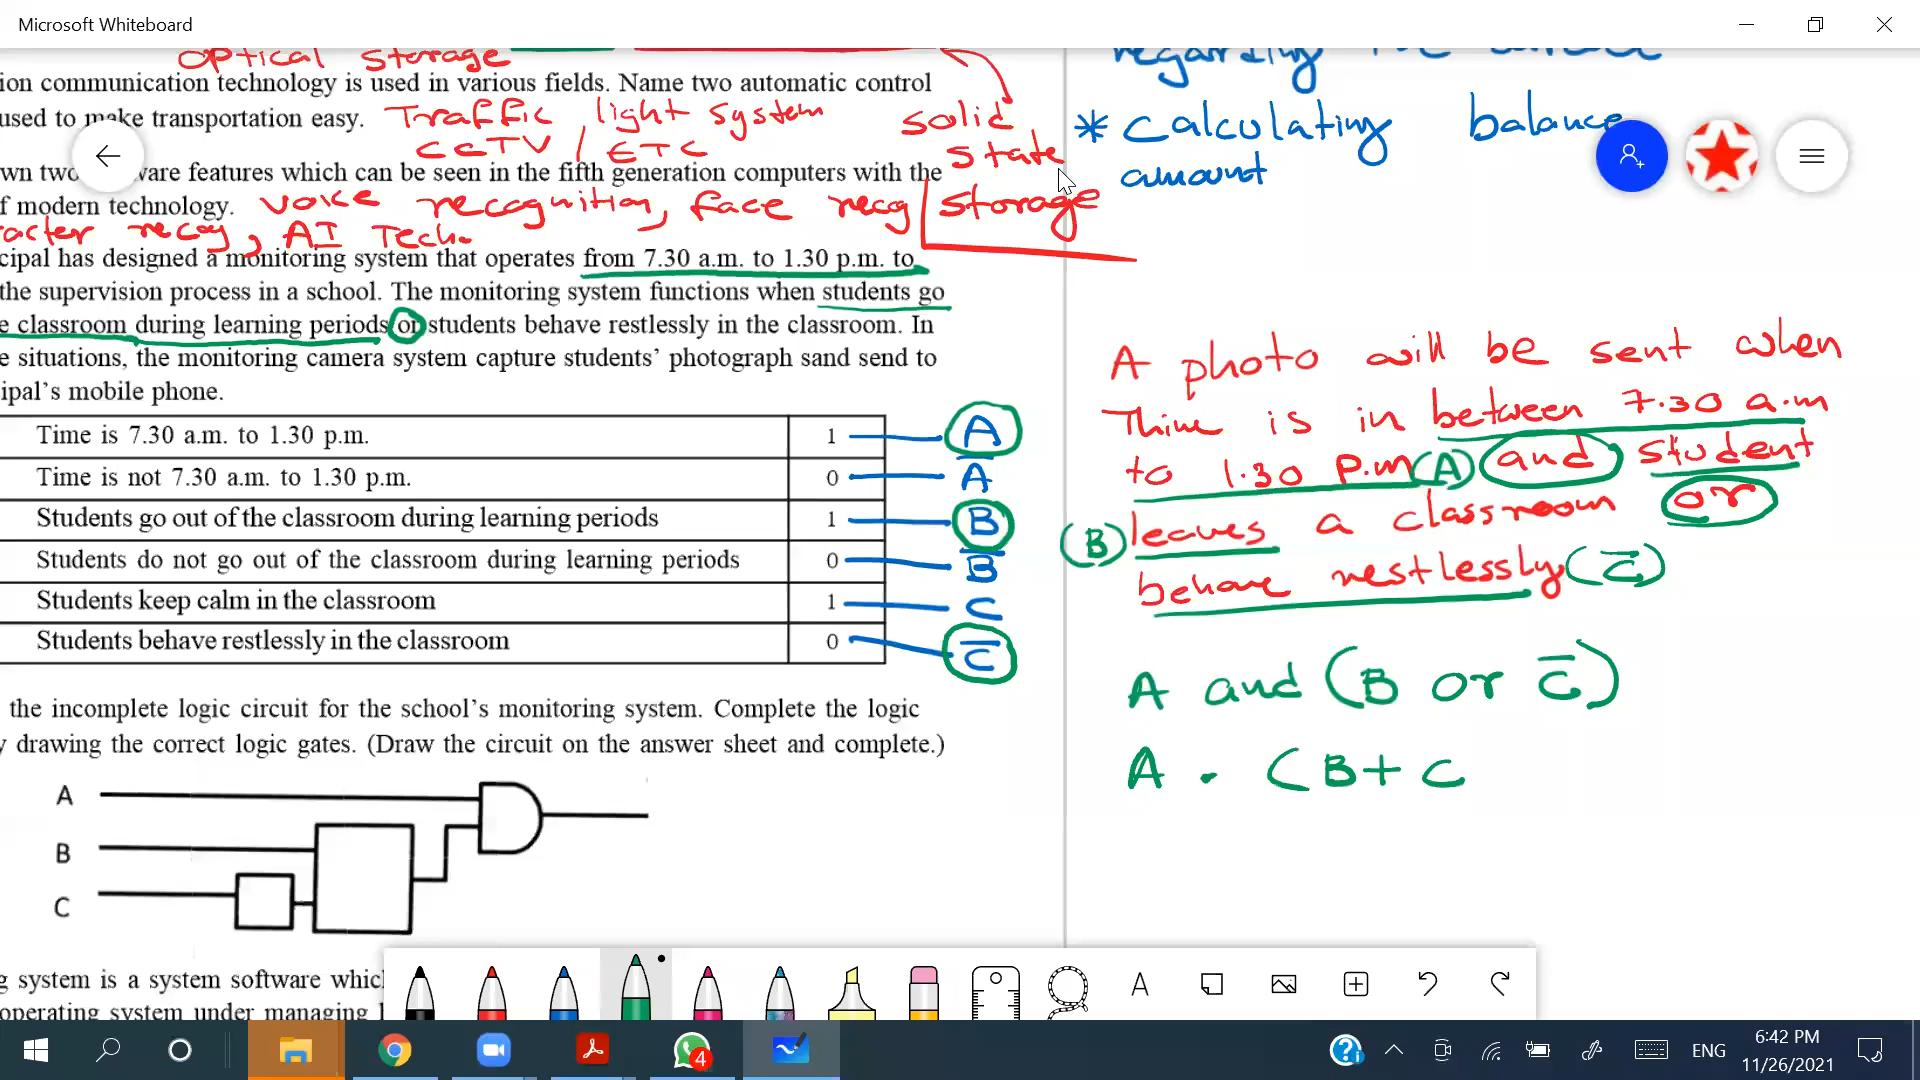 Microsoft Whiteboard
optical storage
ion communication technology is used in various fields. Name two automatic control
used to make transportation easy. Traffic light system
CCTV / ETC
solid
state
storage
wn two ware features which can be seen in the fifth generation computers with the
f modern technology. voice recognition, face recog
racter recog, AI Tech.
cipal has designed a monitoring system that operates from 7.30 a.m. to 1.30 p.m. to
the supervision process in a school. The monitoring system functions when students go
e classroom during learning periods or students behave restlessly in the classroom. In
e situations, the monitoring camera system capture students' photograph sand send to
ipal's mobile phone.
Time is 7.30 a.m. to 1.30 p.m. 1 A
Time is not 7.30 a.m. to 1.30 p.m. 0 A̅
Students go out of the classroom during learning periods 1 B
Students do not go out of the classroom during learning periods 0 B̅
Students keep calm in the classroom 1 C
Students behave restlessly in the classroom 0 C̅
the incomplete logic circuit for the school's monitoring system. Complete the logic
y drawing the correct logic gates. (Draw the circuit on the answer sheet and complete.)
A
B
C
g system is a system software whic
operating system under managing
regarding
* Calculating balance
amount
A photo will be sent when
Thime is in between 7.30 a.m
to 1.30 P.m (A) and student
(B) leaves a classroom or
behave restlessly (C̅)
A and (B or C̅)
A . (B+ C
A
4
ENG
6:42 PM
11/26/2021